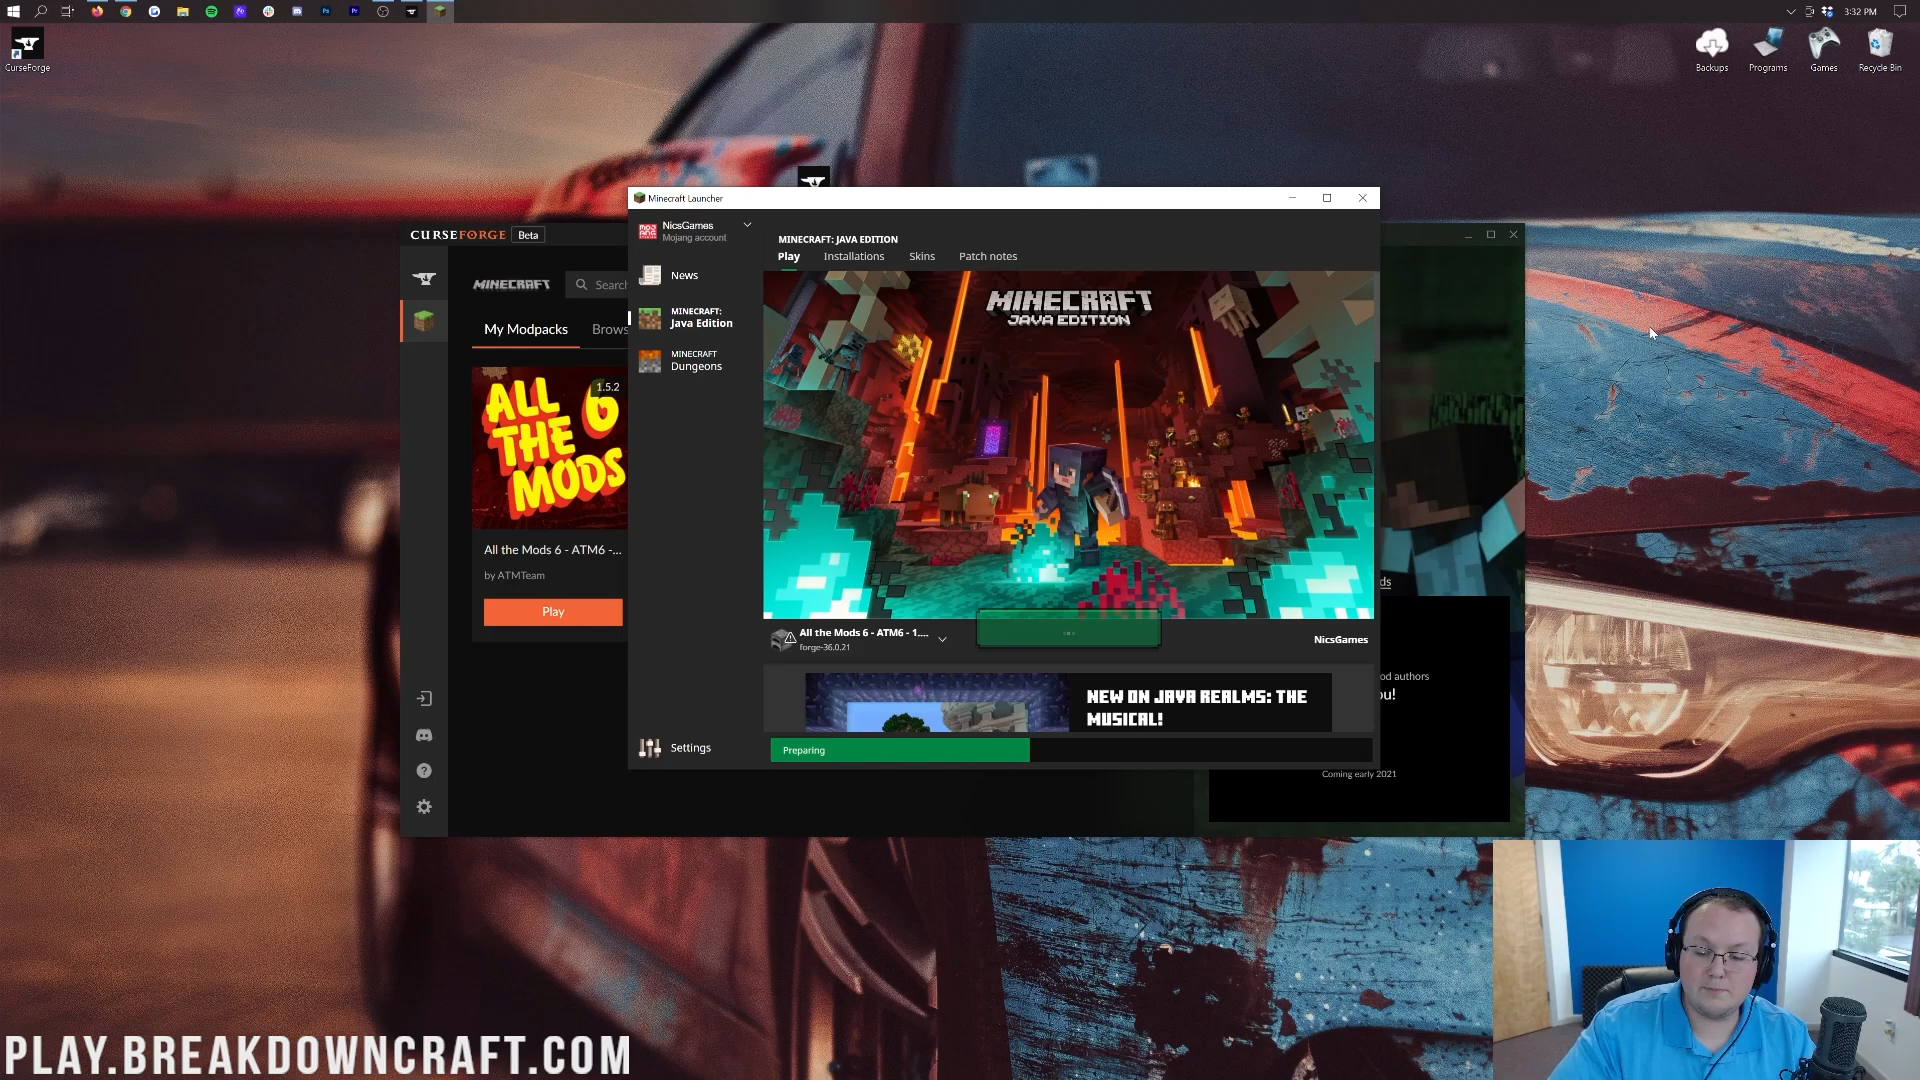 3:32 PM
CurseForge
Backups
Programs
Games
Recycle Bin
Minecraft Launcher
NicsGames
Mojang account
News
MINECRAFT:
Java Edition
MINECRAFT
Dungeons
Settings
MINECRAFT: JAVA EDITION
Play
Installations
Skins
Patch notes
MINECRAFT
JAVA EDITION
All the Mods 6 - ATM6 - 1....
forge-36.0.21
NicsGames
NEW ON JAVA REALMS: THE
MUSICAL!
Preparing
CURSEFORGE
Beta
MINECRAFT
Search
My Modpacks
Brows
1.5.2
ALL
THE 6
MODS
All the Mods 6 - ATM6 -...
by ATMTeam
Play
ds
od authors
ou!
Coming early 2021
PLAY.BREAKDOWNCRAFT.COM